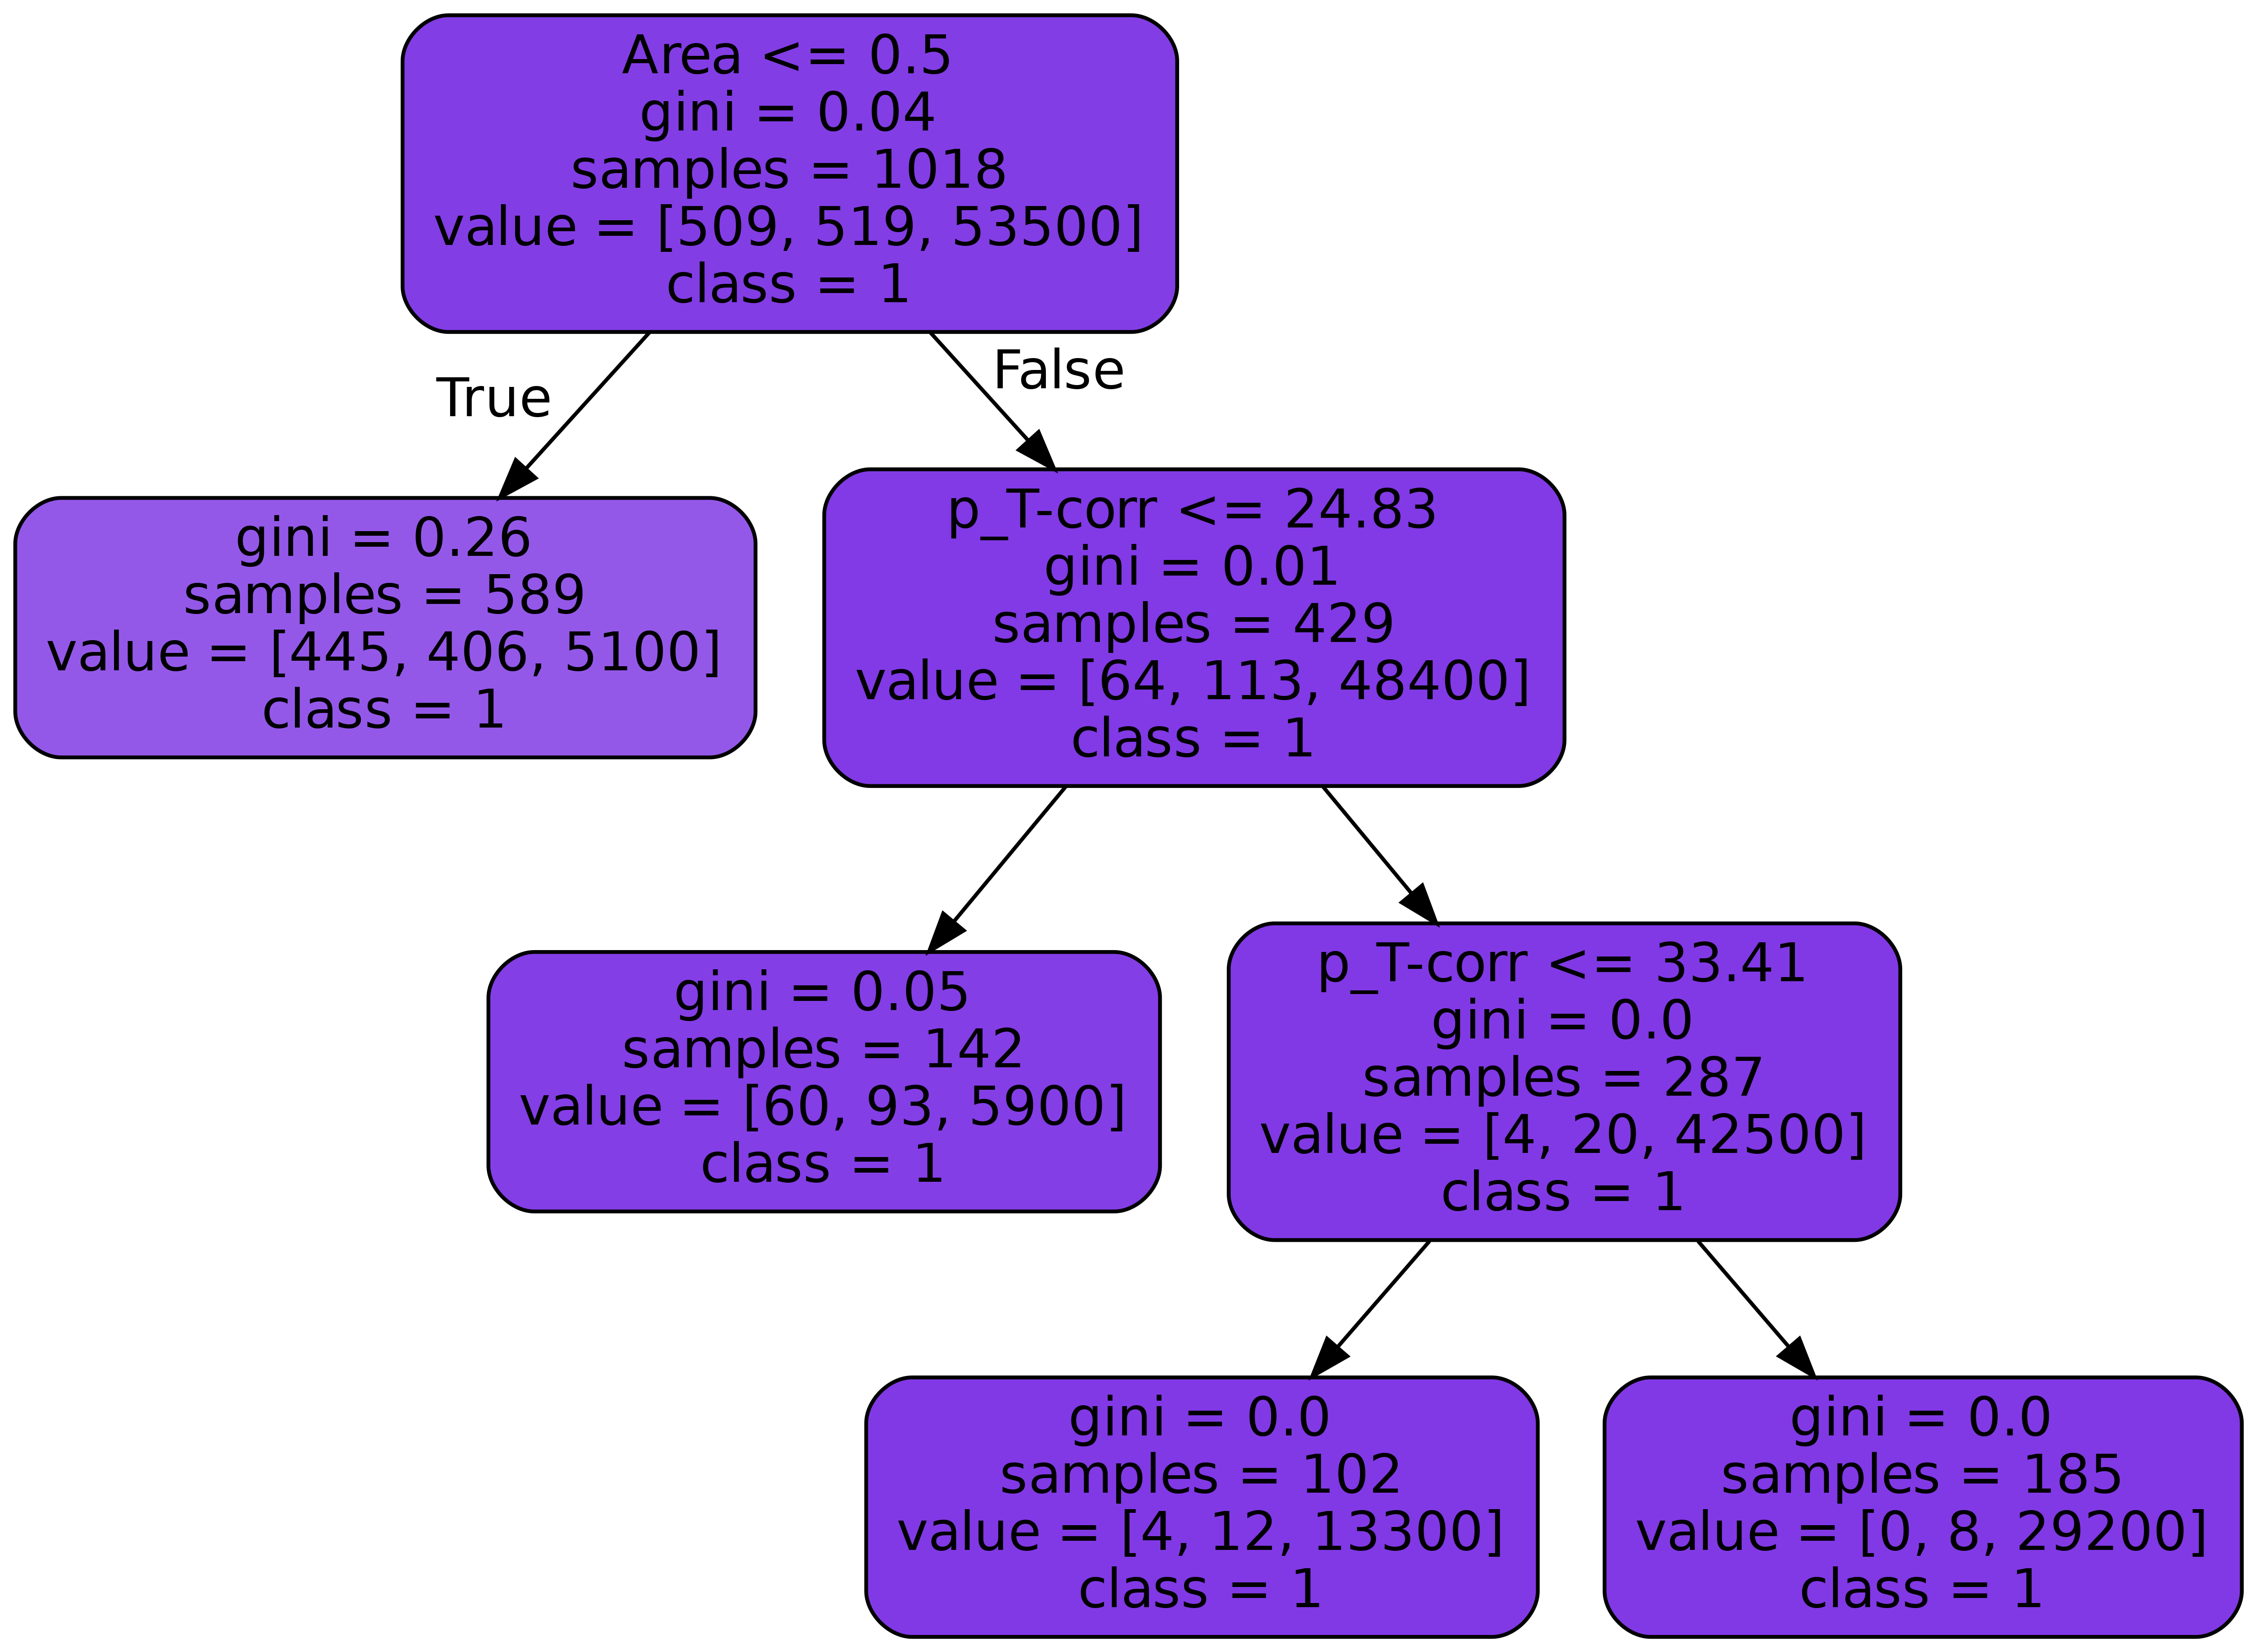 Area <= 0.5
gini = 0.04
samples = 1018
value = [509, 519, 53500]
class = 1
True
False
gini = 0.26
samples = 589
value = [445, 406, 5100]
class = 1
p_T-corr <= 24.83
gini = 0.01
samples = 429
value = [64, 113, 48400]
class = 1
gini = 0.05
samples = 142
value = [60, 93, 5900]
class = 1
p_T-corr <= 33.41
gini = 0.0
samples = 287
value = [4, 20, 42500]
class = 1
gini = 0.0
samples = 102
value = [4, 12, 13300]
class = 1
gini = 0.0
samples = 185
value = [0, 8, 29200]
class = 1